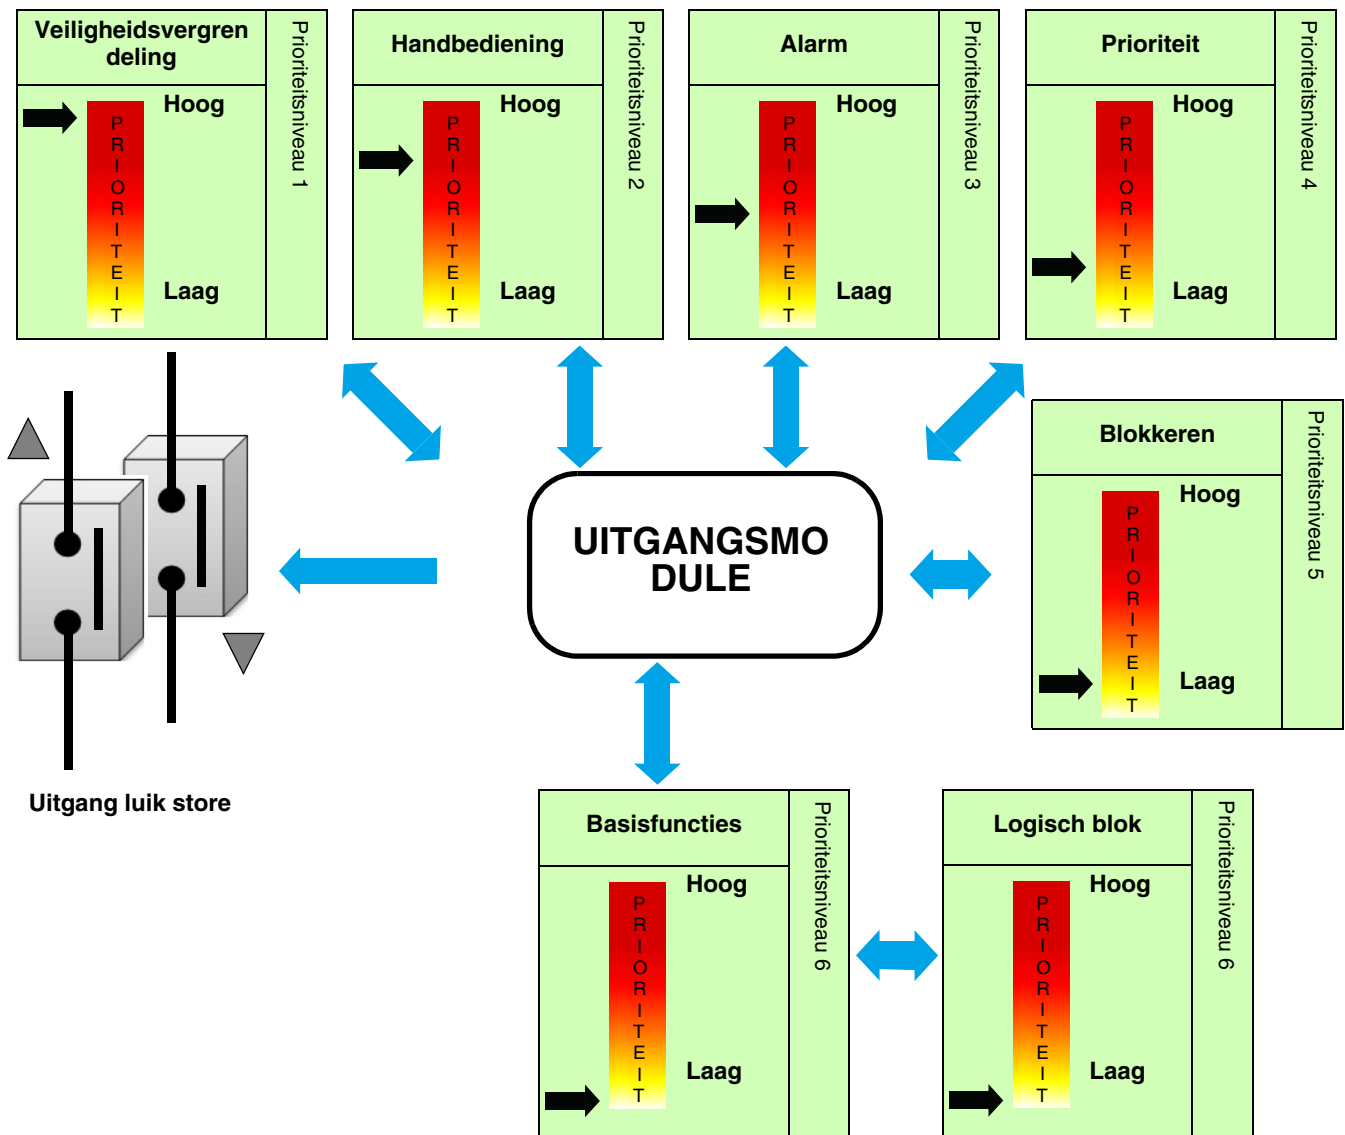 Veiligheidsvergren
deling
Prioriteitsniveau 1
Hoog
PRIORITEIT
Laag
Handbediening
Prioriteitsniveau 2
Hoog
PRIORITEIT
Laag
Alarm
Prioriteitsniveau 3
Hoog
PRIORITEIT
Laag
Prioriteit
Prioriteitsniveau 4
Hoog
PRIORITEIT
Laag
Blokkeren
Prioriteitsniveau 5
Hoog
PRIORITEIT
Laag
UITGANGSMO
DULE
Uitgang luik store
Basisfuncties
Prioriteitsniveau 6
Hoog
PRIORITEIT
Laag
Logisch blok
Prioriteitsniveau 6
Hoog
PRIORITEIT
Laag